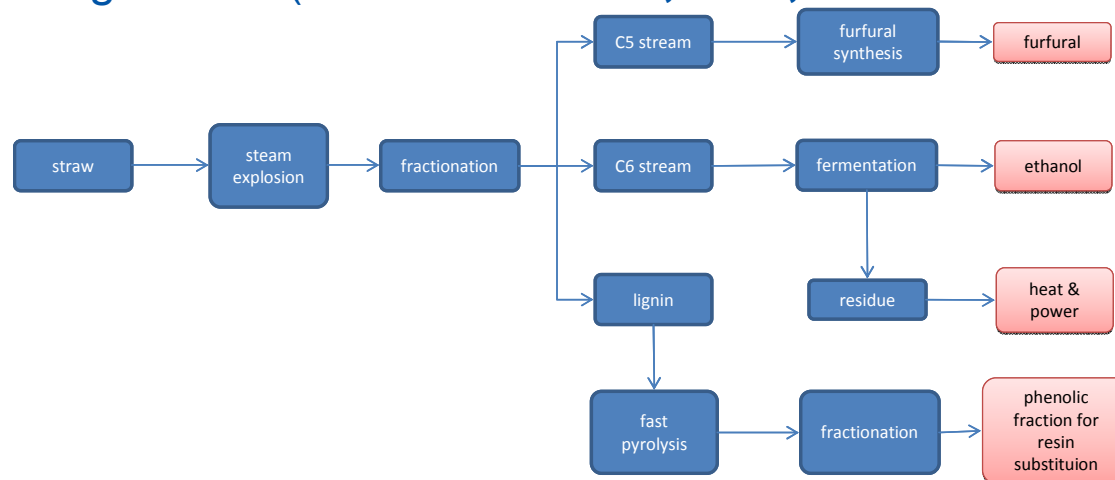 C5 stream
furfural
synthesis
furfural
straw
steam
explosion
fractionation
C6 stream
fermentation
ethanol
lignin
residue
heat &
power
fast
pyrolysis
fractionation
phenolic
fraction for
resin
substituion